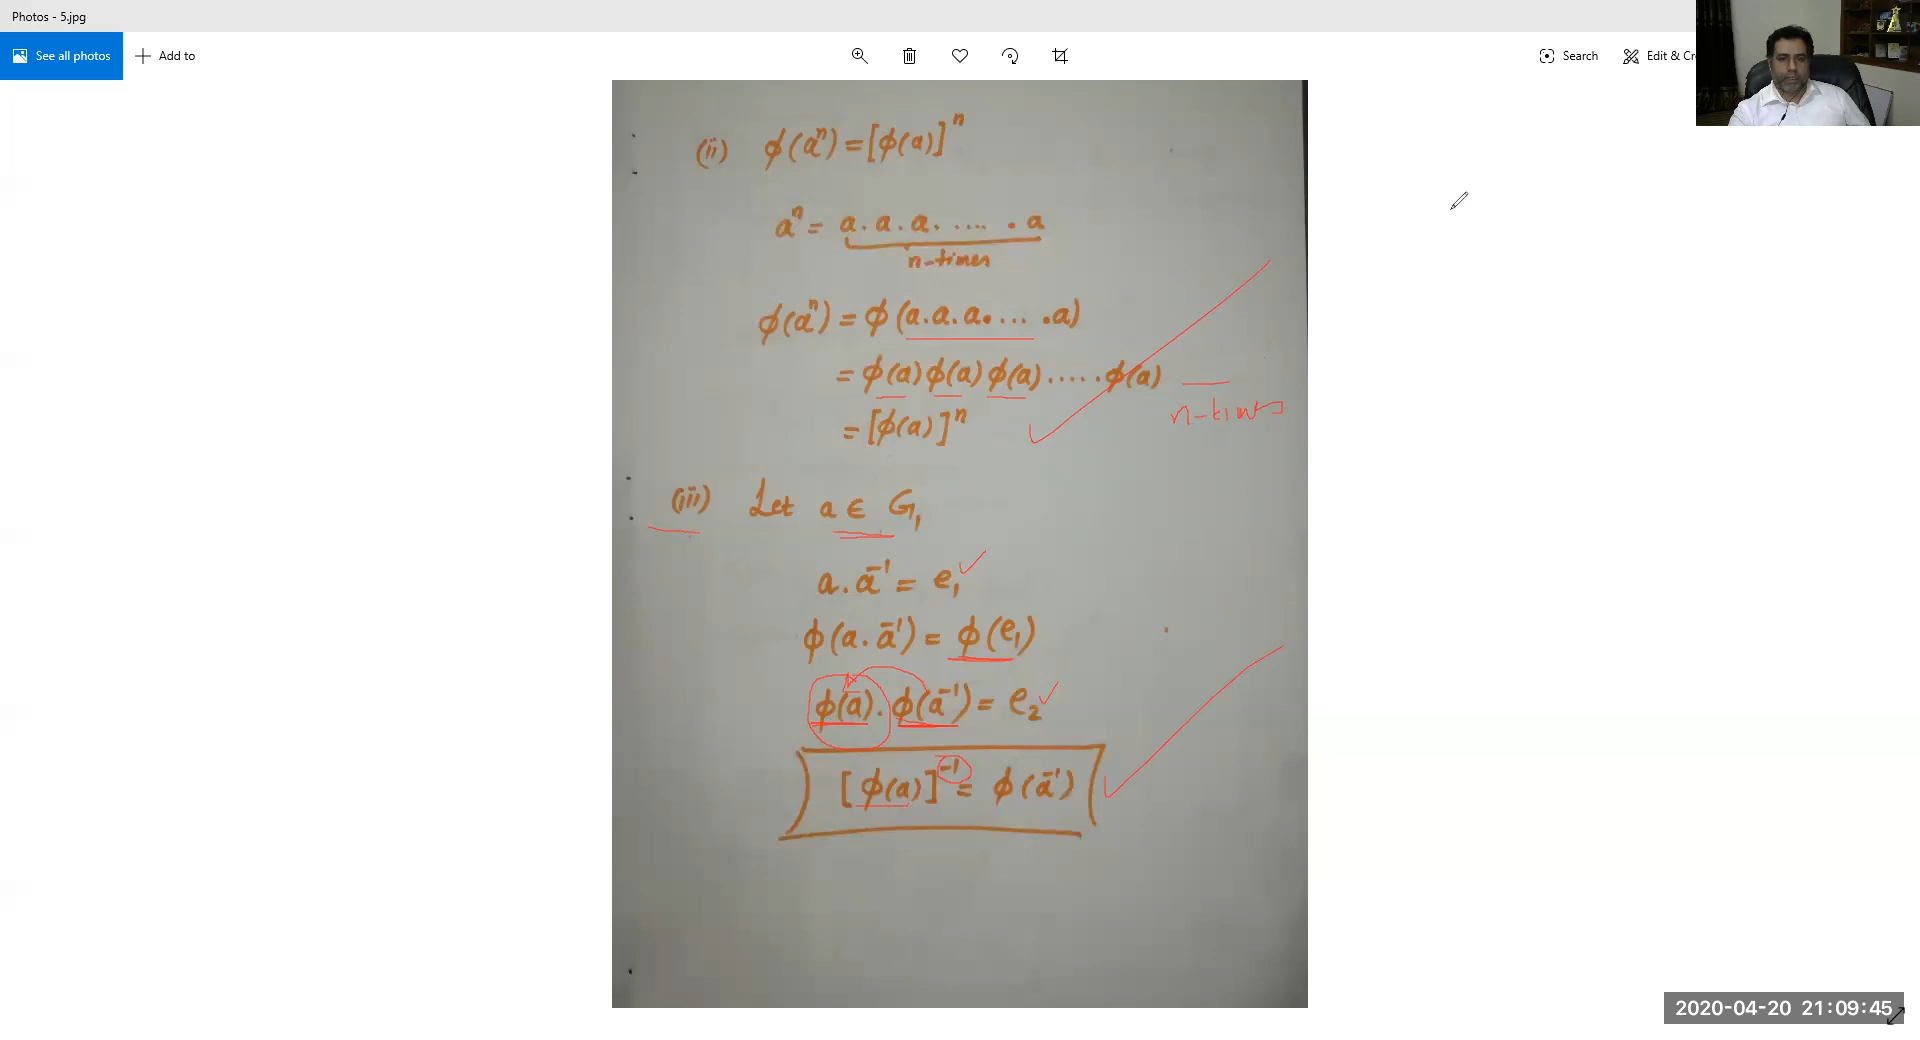 Photos - 5.jpg
See all photos
Add to
Search
Edit & Cr
(ii) ϕ(aⁿ) = [ϕ(a)]ⁿ
aⁿ = a . a . a . .... . a
n-times
ϕ(aⁿ) = ϕ(a.a.a. .... .a)
= ϕ(a) ϕ(a) ϕ(a) ..... ϕ(a)
n-times
= [ϕ(a)]ⁿ
(iii) Let a ∈ G₁
a . a⁻¹ = e₁
ϕ(a . a⁻¹) = ϕ(e₁)
ϕ(a) . ϕ(a⁻¹) = e₂
[ϕ(a)]⁻¹ = ϕ(a⁻¹)
2020-04-20 21:09:45